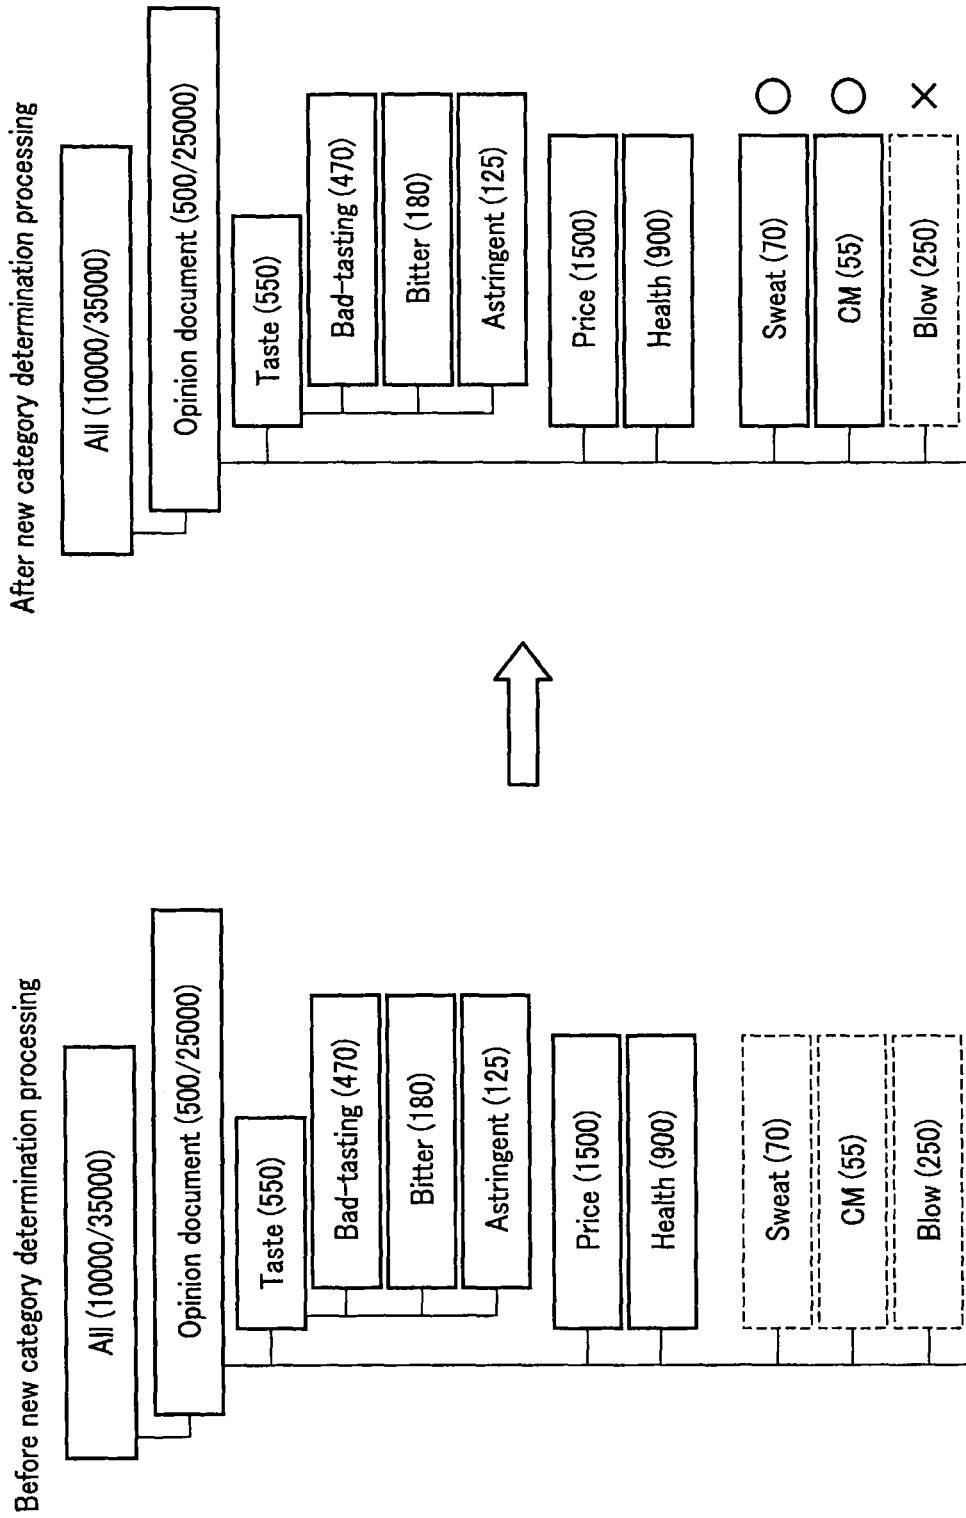 Before new category determination processing
All (10000/35000)
Opinion document (500/25000)
Taste (550)
Bad-tasting (470)
Bitter (180)
Astringent (125)
Price (1500)
Health (900)
Sweat (70)
CM (55)
Blow (250)
After new category determination processing
All (10000/35000)
Opinion document (500/25000)
Taste (550)
Bad-tasting (470)
Bitter (180)
Astringent (125)
Price (1500)
Health (900)
Sweat (70)
CM (55)
Blow (250)